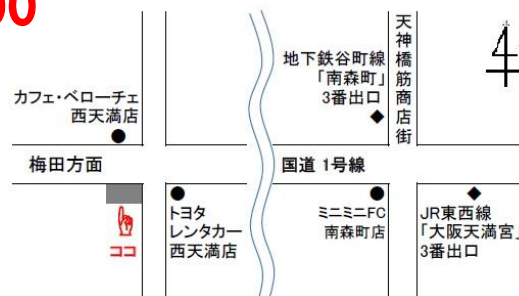 天神橋筋商店街
地下鉄谷町線
「南森町」
3番出口
◆
カフェ・ベローチェ
西天満店
●
梅田方面
国道 1号線
●
トヨタ
レンタカー
西天満店
●
ミニミニFC
南森町店
◆
JR東西線
「大阪天満宮」
3番出口
ココ